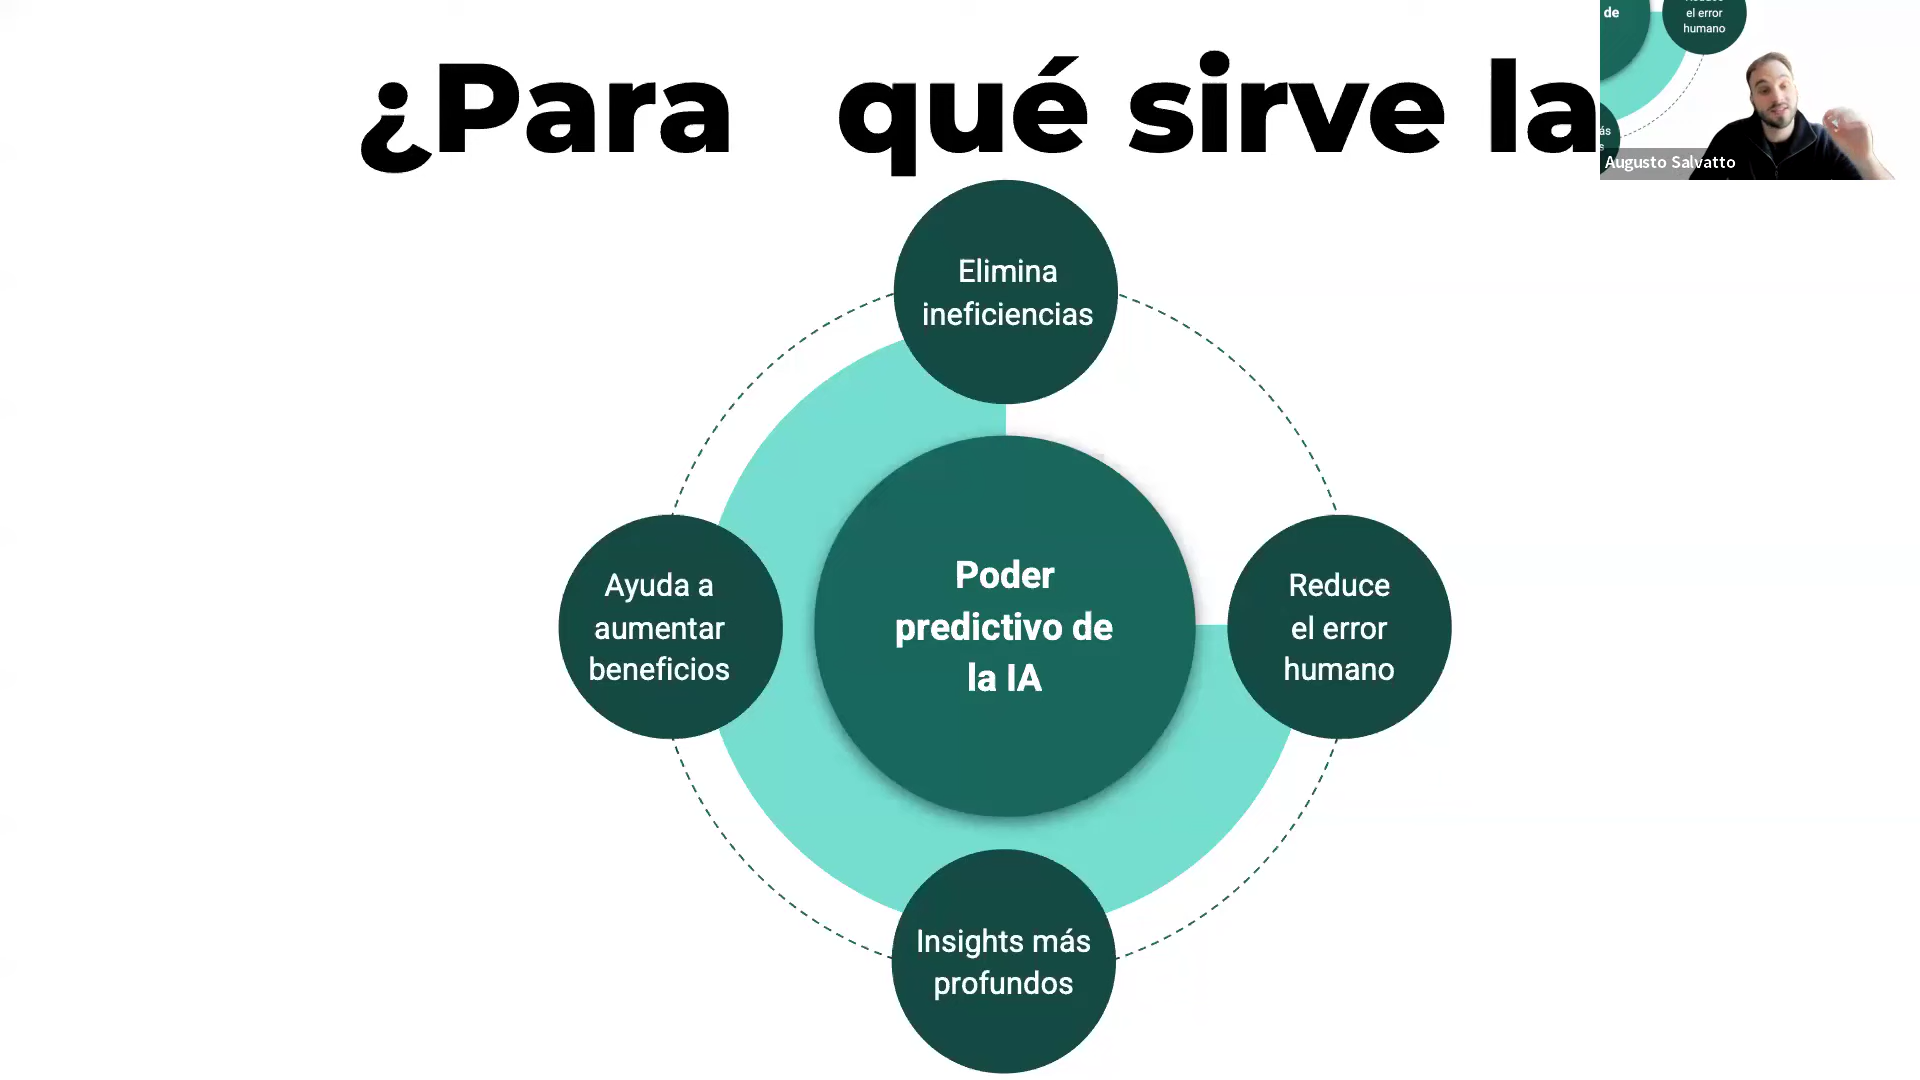 ¿Para qué sirve la
de
el error
humano
ás
s
Augusto Salvatto
Elimina
ineficiencias
Ayuda a
aumentar
beneficios
Poder
predictivo de
la IA
Reduce
el error
humano
Insights más
profundos